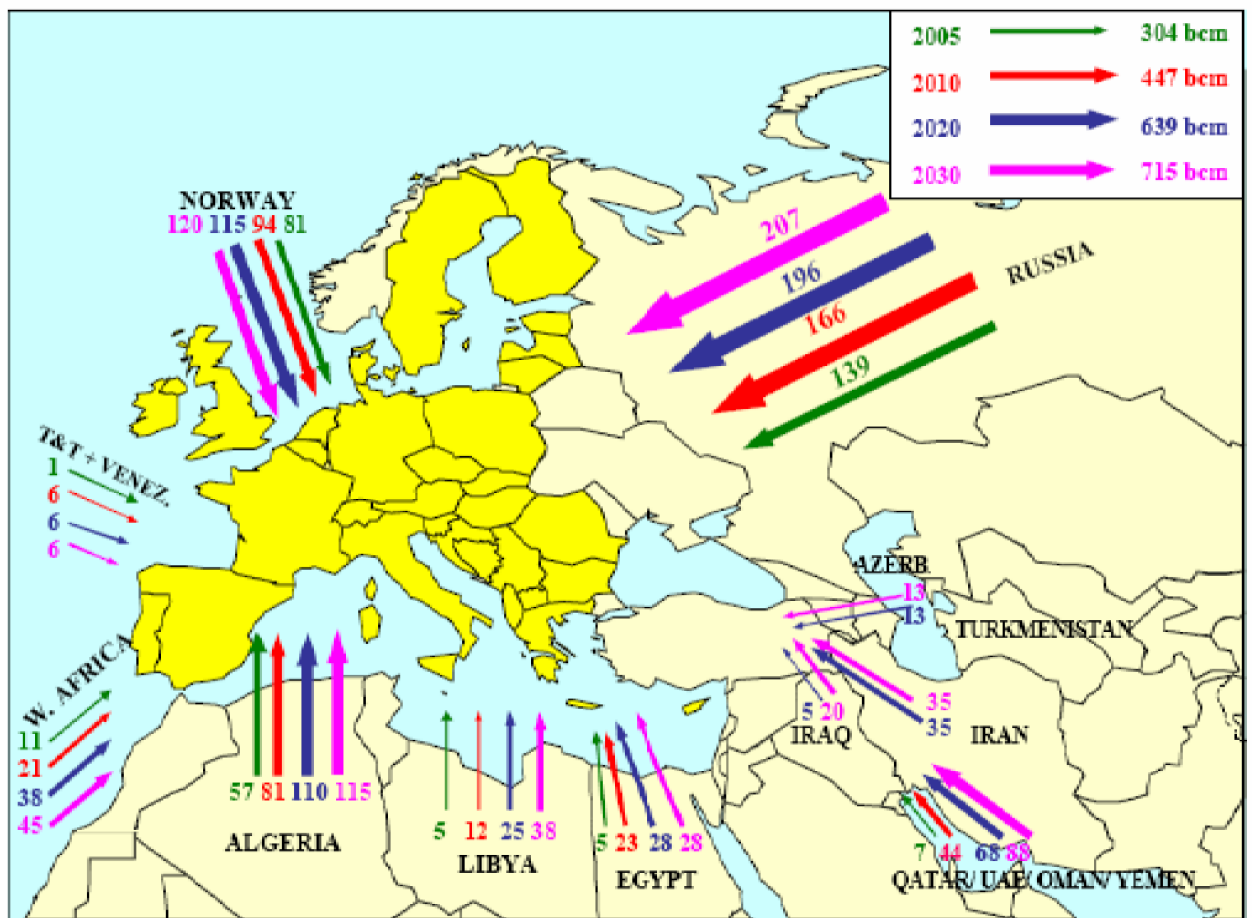 2005 304 bcm
2010 447 bcm
2020 639 bcm
2030 715 bcm
NORWAY
120 115 94 81
207
196
166
139
RUSSIA
T&T + VENEZ.
1
6
6
6
AZERB.
13
13
TURKMENISTAN
W. AFRICA
11
21
38
45
57 81 110 115
ALGERIA
5 12 25 38
LIBYA
5 23 28 28
EGYPT
5 20
IRAQ
35
35
IRAN
7 44 68 88
QATAR/ UAE/ OMAN/ YEMEN